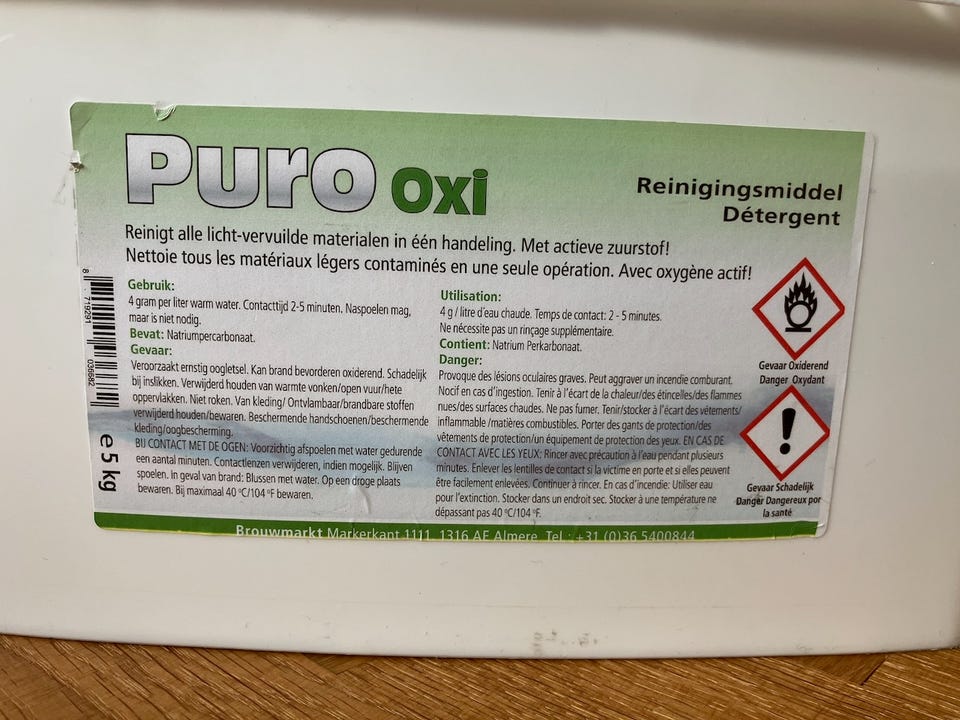 Puro oxi
Reinigingsmiddel
Détergent
Reinigt alle licht-vervuilde materialen in één handeling. Met actieve zuurstof!
Nettoie tous les matériaux légers contaminés en une seule opération. Avec oxygène actif!
Gebruik:
4 gram per liter warm water. Contacttijd 2-5 minuten. Naspoelen mag,
maar is niet nodig.
Bevat: Natriumpercarbonaat.
Gevaar:
Veroorzaakt ernstig oogletsel. Kan brand bevorderen oxiderend. Schadelijk
bij inslikken. Verwijderd houden van warmte vonken/open vuur/hete
oppervlakken. Niet roken. Van kleding/ Ontvlambaar/brandbare stoffen
verwijderd houden/bewaren. Beschermende handschoenen/beschermende
kleding/oogbescherming.
BIJ CONTACT MET DE OGEN: Voorzichtig afspoelen met water gedurende
een aantal minuten. Contactlenzen verwijderen, indien mogelijk. Blijven
spoelen. In geval van brand: Blussen met water. Op een droge plaats
bewaren. Bij maximaal 40 °C/104 °F bewaren.
Utilisation:
4 g / litre d'eau chaude. Temps de contact: 2 - 5 minutes.
Ne nécessite pas un rinçage supplémentaire.
Contient: Natrium Perkarbonaat.
Danger:
Provoque des lésions oculaires graves. Peut aggraver un incendie comburant.
Nocif en cas d'ingestion. Tenir à l'écart de la chaleur/des étincelles/des flammes
nues/des surfaces chaudes. Ne pas fumer. Tenir/stocker à l'écart des vêtements/
inflammable /matières combustibles. Porter des gants de protection/des
vêtements de protection/un équipement de protection des yeux. EN CAS DE
CONTACT AVEC LES YEUX: Rincer avec précaution à l'eau pendant plusieurs
minutes. Enlever les lentilles de contact si la victime en porte et si elles peuvent
être facilement enlevées. Continuer à rincer. En cas d'incendie: Utiliser eau
pour l'extinction. Stocker dans un endroit sec. Stocker à une température ne
dépassant pas 40 °C/104 °F.
Gevaar Oxiderend
Danger Oxydant
Gevaar Schadelijk
Danger Dangereux por
la santé
8 719291 036682
e 5 kg
Brouwmarkt Markerkant 1111, 1316 AE Almere Tel.: +31 (0)36 5400844